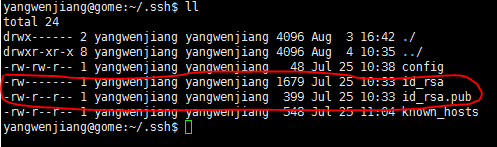 yangwenjiang@gome:~/.ssh$ ll
total 24
drwx------ 2 yangwenjiang yangwenjiang 4096 Aug  3 16:42 ./
drwxr-xr-x 8 yangwenjiang yangwenjiang 4096 Aug  4 10:35 ../
-rw-rw-r-- 1 yangwenjiang yangwenjiang   48 Jul 25 10:38 config
-rw------- 1 yangwenjiang yangwenjiang 1679 Jul 25 10:33 id_rsa
-rw-r--r-- 1 yangwenjiang yangwenjiang  399 Jul 25 10:33 id_rsa.pub
-rw-r--r-- 1 yangwenjiang yangwenjiang  548 Jul 25 11:04 known_hosts
yangwenjiang@gome:~/.ssh$